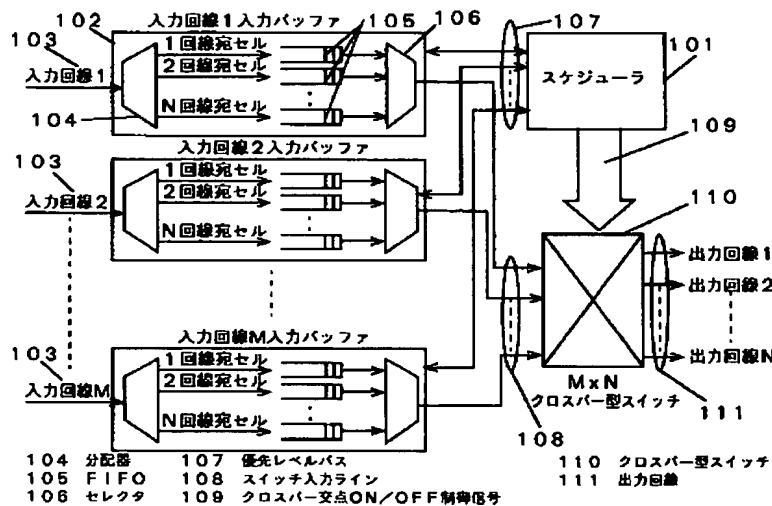 入力回線1入力バッファ
102
103
105
106
107
101
1回線宛セル
2回線宛セル
N回線宛セル
入力回線1
104
スケジューラ
109
入力回線2入力バッファ
103
1回線宛セル
2回線宛セル
N回線宛セル
入力回線2
110
出力回線1
出力回線2
出力回線N
入力回線M入力バッファ
103
1回線宛セル
2回線宛セル
N回線宛セル
入力回線M
MxN
クロスバー型スイッチ
108
111
104 分配器 107 優先レベルバス 110 クロスバー型スイッチ
105 FIFO 108 スイッチ入力ライン 111 出力回線
106 セレクタ 109 クロスバー交点ON/OFF制御信号